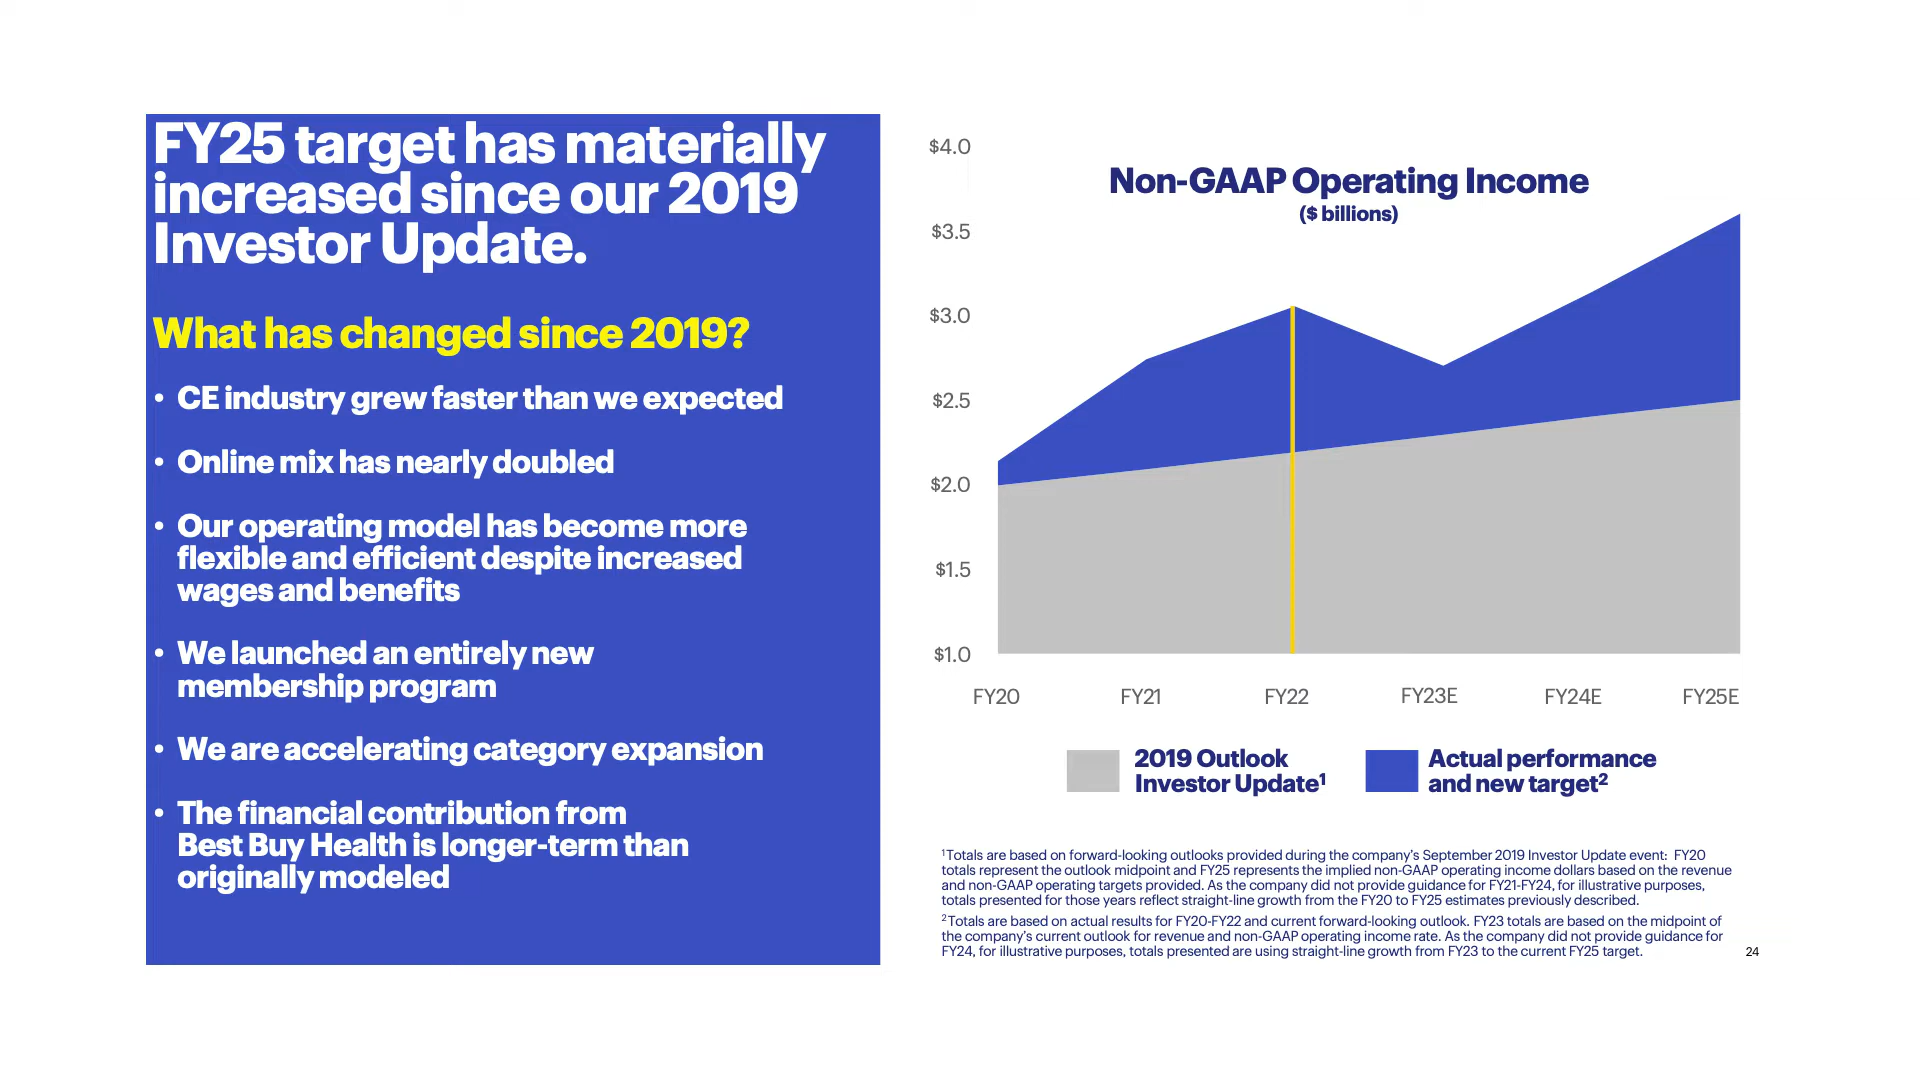 FY25 target has materially
increased since our 2019
Investor Update.
What has changed since 2019?
• CE industry grew faster than we expected
• Online mix has nearly doubled
• Our operating model has become more
flexible and efficient despite increased
wages and benefits
• We launched an entirely new
membership program
• We are accelerating category expansion
• The financial contribution from
Best Buy Health is longer-term than
originally modeled
Non-GAAP Operating Income
($ billions)
$4.0
$3.5
$3.0
$2.5
$2.0
$1.5
$1.0
FY20 FY21 FY22 FY23E FY24E FY25E
2019 Outlook
Investor Update¹
Actual performance
and new target²
¹Totals are based on forward-looking outlooks provided during the company's September 2019 Investor Update event: FY20
totals represent the outlook midpoint and FY25 represents the implied non-GAAP operating income dollars based on the revenue
and non-GAAP operating targets provided. As the company did not provide guidance for FY21-FY24, for illustrative purposes,
totals presented for those years reflect straight-line growth from the FY20 to FY25 estimates previously described.
²Totals are based on actual results for FY20-FY22 and current forward-looking outlook. FY23 totals are based on the midpoint of
the company's current outlook for revenue and non-GAAP operating income rate. As the company did not provide guidance for
FY24, for illustrative purposes, totals presented are using straight-line growth from FY23 to the current FY25 target.
24